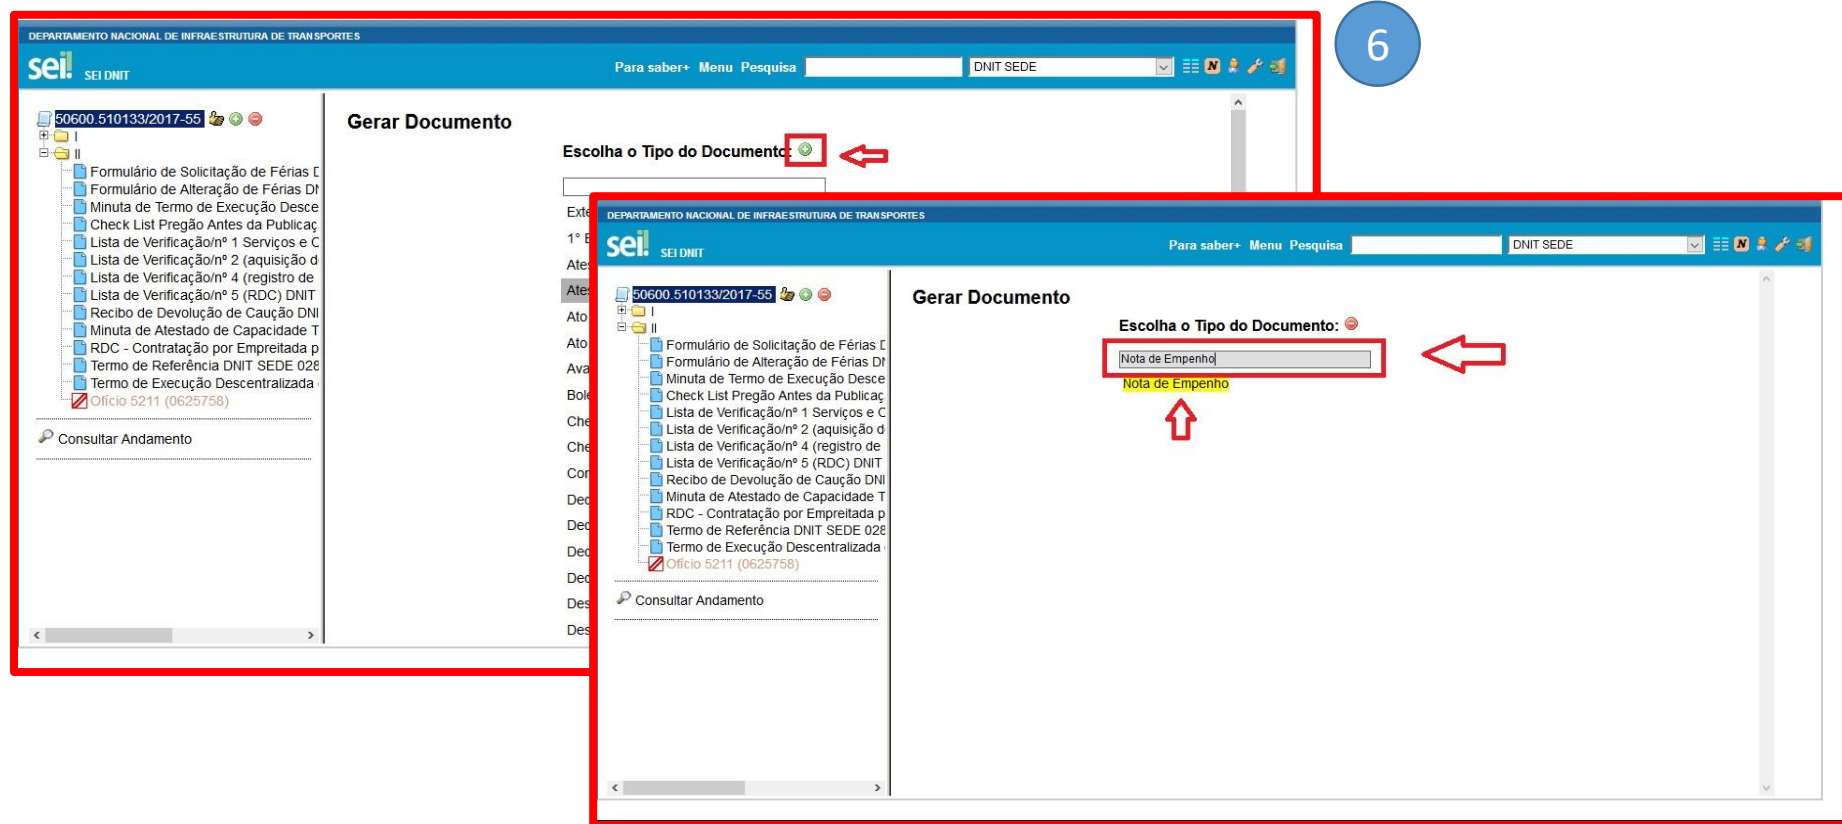 6
DEPARTAMENTO NACIONAL DE INFRAESTRUTURA DE TRANSPORTES
sei! SEI DNIT
Para saber+ Menu Pesquisa
DNIT SEDE
N
50600.510133/2017-55
I
II
Formulário de Solicitação de Férias
Formulário de Alteração de Férias
Minuta de Termo de Execução Desce
Check List Pregão Antes da Publicaç
Lista de Verificação/nº 1 Serviços e
Lista de Verificação/nº 2 (aquisição d
Lista de Verificação/nº 4 (registro de
Lista de Verificação/nº 5 (RDC) DNIT
Recibo de Devolução de Caução DNI
Minuta de Atestado de Capacidade T
RDC - Contratação por Empreitada p
Termo de Referência DNIT SEDE 028
Termo de Execução Descentralizada
Ofício 5211 (0625758)
Consultar Andamento
Gerar Documento
Escolha o Tipo do Documento:
Exte
1° E
Ates
Ates
Ato
Ato
Ava
Bole
Che
Che
Con
Dec
Dec
Dec
Dec
Des
Des
DEPARTAMENTO NACIONAL DE INFRAESTRUTURA DE TRANSPORTES
sei! SEI DNIT
Para saber+ Menu Pesquisa
DNIT SEDE
N
50600.510133/2017-55
I
II
Formulário de Solicitação de Férias
Formulário de Alteração de Férias
Minuta de Termo de Execução Desce
Check List Pregão Antes da Publicaç
Lista de Verificação/nº 1 Serviços e
Lista de Verificação/nº 2 (aquisição d
Lista de Verificação/nº 4 (registro de
Lista de Verificação/nº 5 (RDC) DNIT
Recibo de Devolução de Caução DNI
Minuta de Atestado de Capacidade T
RDC - Contratação por Empreitada p
Termo de Referência DNIT SEDE 028
Termo de Execução Descentralizada
Ofício 5211 (0625758)
Consultar Andamento
Gerar Documento
Escolha o Tipo do Documento:
Nota de Empenho
Nota de Empenho